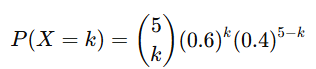 P(X = k) = \binom{5}{k} (0.6)^k (0.4)^{5-k}